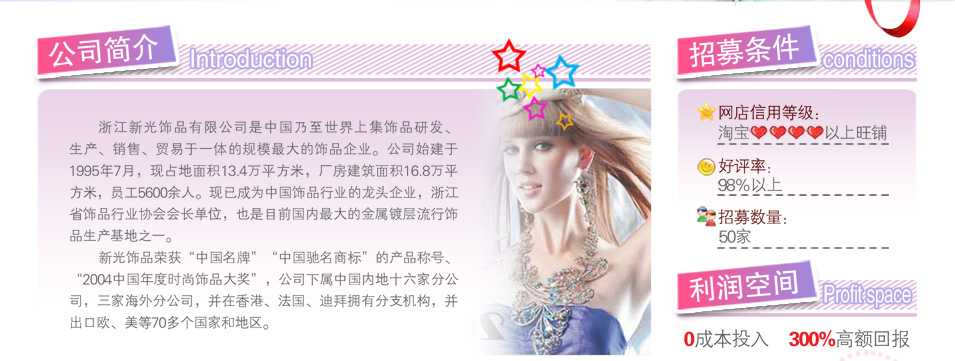 公司简介 Introduction
浙江新光饰品有限公司是中国乃至世界上集饰品研发、
生产、销售、贸易于一体的规模最大的饰品企业。公司始建于
1995年7月，现占地面积13.4万平方米，厂房建筑面积16.8万平
方米，员工5600余人。现已成为中国饰品行业的龙头企业，浙江
省饰品行业协会会长单位，也是目前国内最大的金属镀层流行饰
品生产基地之一。
新光饰品荣获“中国名牌”“中国驰名商标”的产品称号、
“2004中国年度时尚饰品大奖”，公司下属中国内地十六家分公
司，三家海外分公司，并在香港、法国、迪拜拥有分支机构，并
出口欧、美等70多个国家和地区。
招募条件 conditions
网店信用等级：
淘宝❤❤❤❤以上旺铺
好评率：
98%以上
招募数量：
50家
利润空间 Profit space
0成本投入 300%高额回报